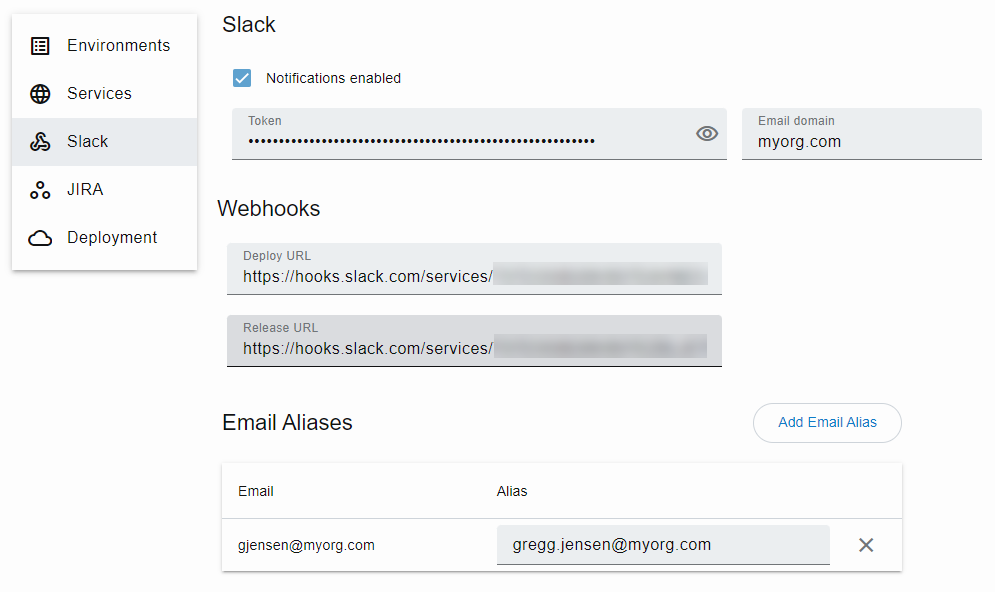 Environments
Services
Slack
JIRA
Deployment
Slack
Notifications enabled
Token
Email domain
myorg.com
Webhooks
Deploy URL
https://hooks.slack.com/services/
Release URL
https://hooks.slack.com/services/
Email Aliases
Add Email Alias
Email Alias
gjensen@myorg.com gregg.jensen@myorg.com